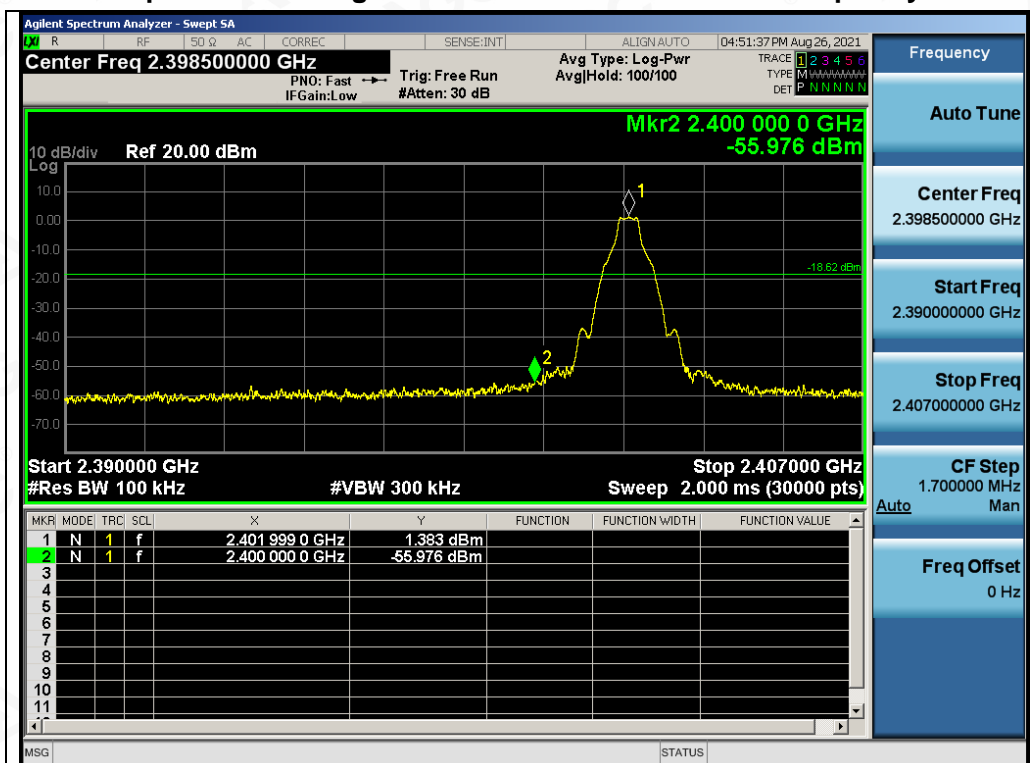 Agilent Spectrum Analyzer - Swept SA
LXI R RF 50 Ω AC CORREC SENSE:INT ALIGN AUTO 04:51:37 PM Aug 26, 2021
Center Freq 2.398500000 GHz
PNO: Fast
IFGain:Low
Trig: Free Run
#Atten: 30 dB
Avg Type: Log-Pwr
Avg|Hold: 100/100
TRACE 1 2 3 4 5 6
TYPE M WWWWW
DET P N N N N N
Mkr2 2.400 000 0 GHz
-55.976 dBm
10 dB/div Ref 20.00 dBm
Log
10.0
0.00
-10.0
-20.0
-30.0
-40.0
-50.0
-60.0
-70.0
1
-18.62 dBm
2
Start 2.390000 GHz Stop 2.407000 GHz
#Res BW 100 kHz #VBW 300 kHz Sweep 2.000 ms (30000 pts)
MKR MODE TRC SCL X Y FUNCTION FUNCTION WIDTH FUNCTION VALUE
1 N 1 f 2.401 999 0 GHz 1.383 dBm
2 N 1 f 2.400 000 0 GHz -55.976 dBm
3
4
5
6
7
8
9
10
11
MSG STATUS
Frequency
Auto Tune
Center Freq
2.398500000 GHz
Start Freq
2.390000000 GHz
Stop Freq
2.407000000 GHz
CF Step
1.700000 MHz
Auto Man
Freq Offset
0 Hz